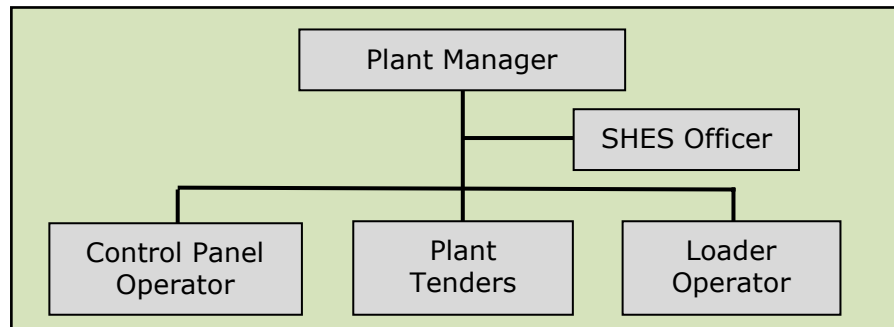 Plant Manager
SHES Officer
Control Panel
Operator
Plant
Tenders
Loader
Operator